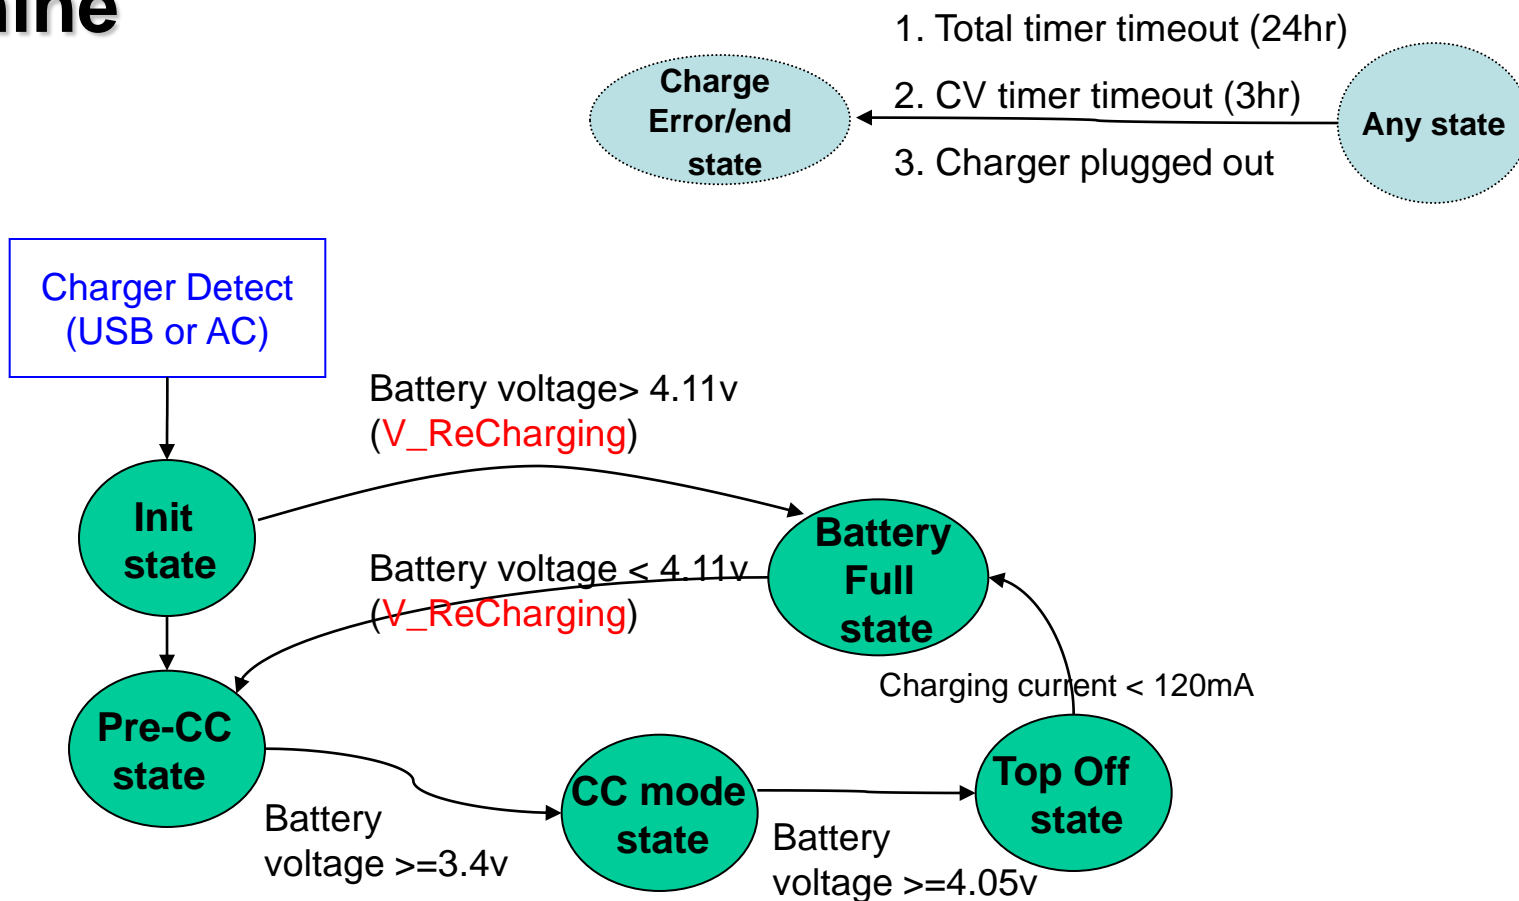 1. Total timer timeout (24hr)
Charge
Error/end
state
2. CV timer timeout (3hr)
Any state
3. Charger plugged out
Charger Detect
(USB or AC)
Battery voltage> 4.11v
(V_ReCharging)
Init
state
Battery
Full
state
Battery voltage < 4.11v
(V_ReCharging)
Charging current < 120mA
Pre-CC
state
Battery
voltage >=3.4v
CC mode
state
Battery
voltage >=4.05v
Top Off
state